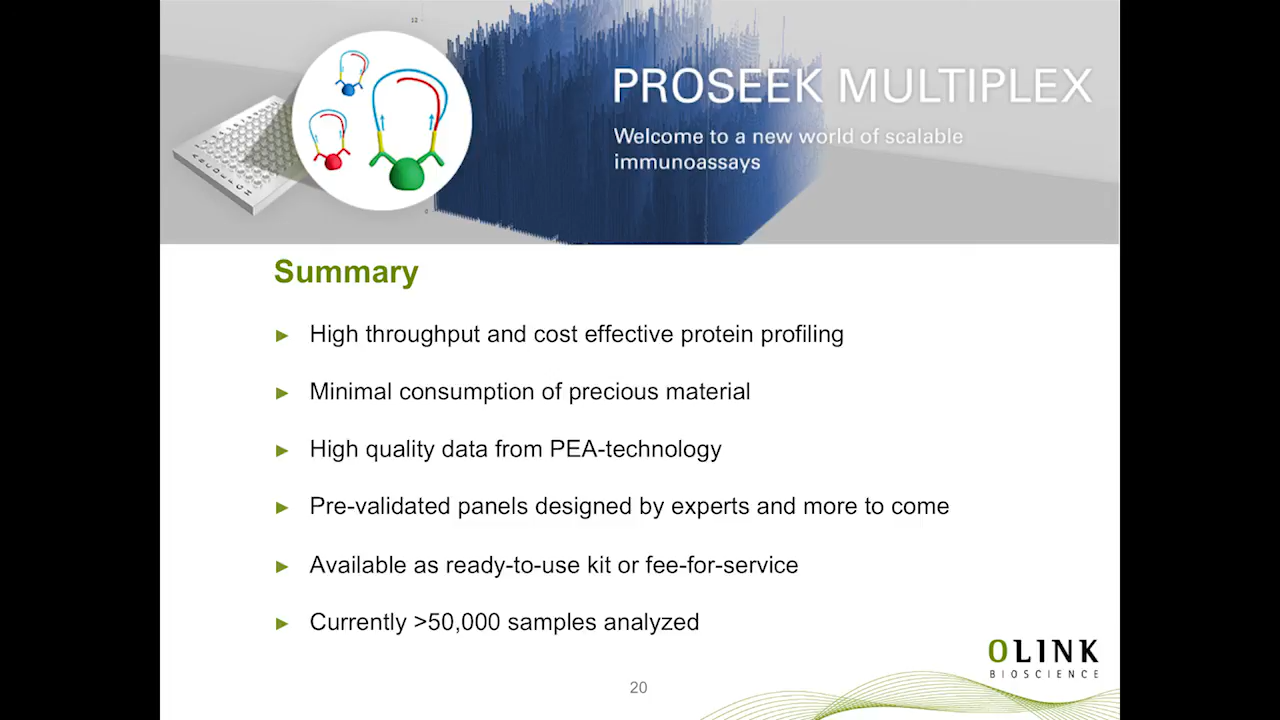 12
PROSEEK MULTIPLEX
Welcome to a new world of scalable
immunoassays
0
Summary
► High throughput and cost effective protein profiling
► Minimal consumption of precious material
► High quality data from PEA-technology
► Pre-validated panels designed by experts and more to come
► Available as ready-to-use kit or fee-for-service
► Currently >50,000 samples analyzed
OLINK
BIOSCIENCE
20